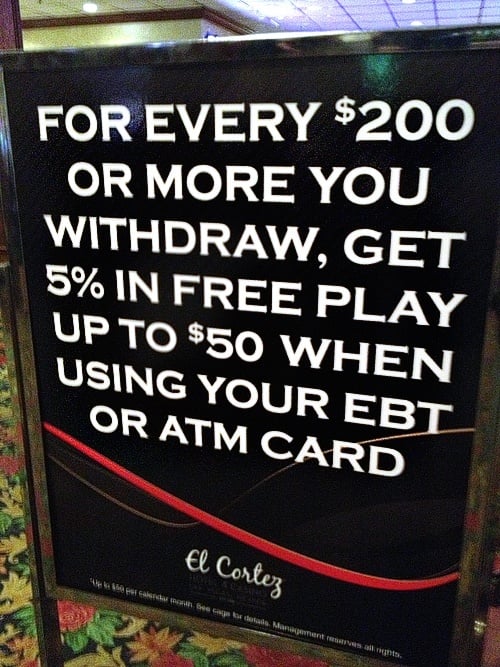 FOR EVERY $200
OR MORE YOU
WITHDRAW, GET
5% IN FREE PLAY
UP TO $50 WHEN
USING YOUR EBT
OR ATM CARD
El Cortez
*Up to $50 per calendar month. See cage for details. Management reserves all rights.